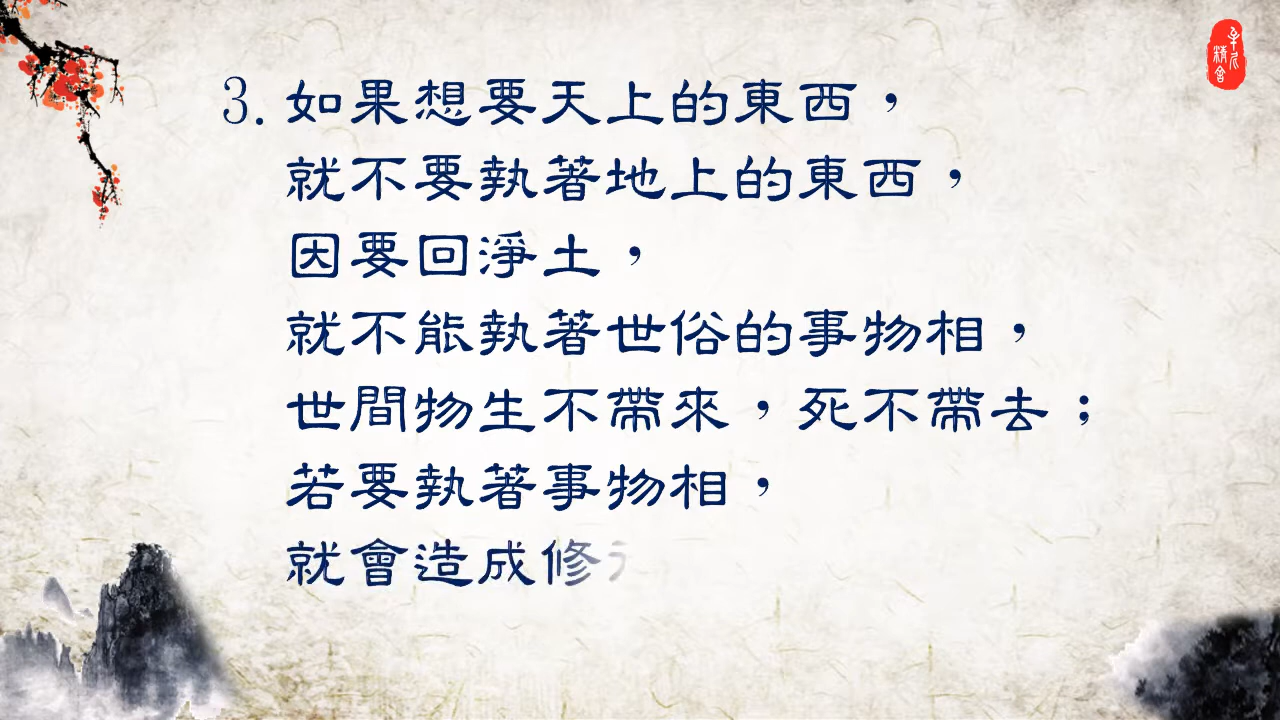 3. 如果想要天上的東西，
就不要執著地上的東西，
因要回淨土，
就不能執著世俗的事物相，
世間物生不帶來，死不帶去；
若要執著事物相，
就會造成修